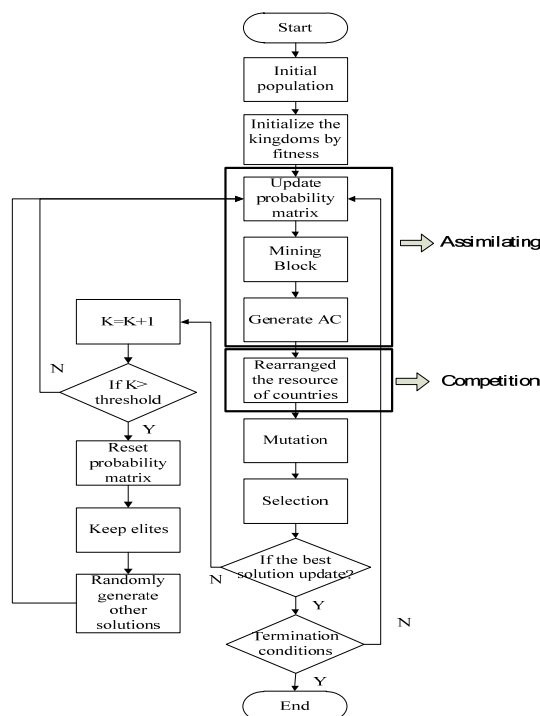 Start
Initial
population
Initialize the
kingdoms by
fitness
Update
probability
matrix
Mining
Block
Generate AC
Assimilating
Rearranged
the resource
of countries
Competition
Mutation
Selection
If the best
solution update?
N
Y
Termination
conditions
N
Y
End
K=K+1
If K>
threshold
N
Y
Reset
probability
matrix
Keep elites
Randomly
generate
other
solutions